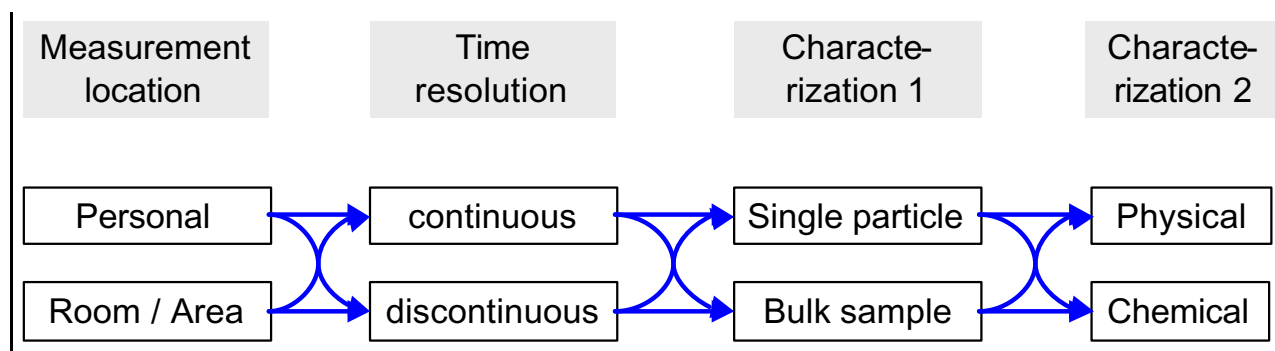 Measurement
location
Time
resolution
Characte-
rization 1
Characte-
rization 2
Personal
continuous
Single particle
Physical
Room / Area
discontinuous
Bulk sample
Chemical